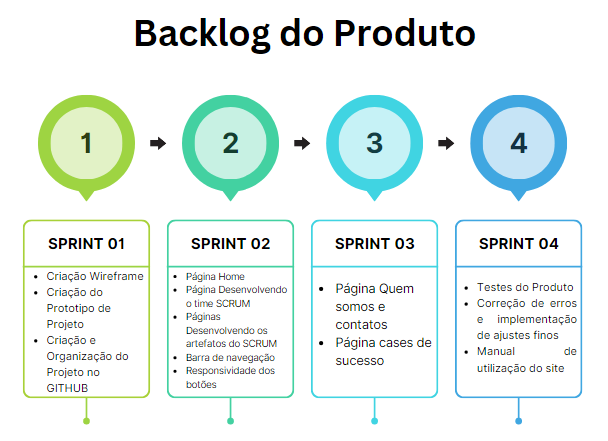 Backlog do Produto
1
2
3
4
SPRINT 01
• Criação Wireframe
• Criação do
Prototipo de
Projeto
• Criação e
Organização do
Projeto no
GITHUB
SPRINT 02
• Página Home
• Página Desenvolvendo
o time SCRUM
• Páginas
Desenvolvendo os
artefatos do SCRUM
• Barra de navegação
• Responsividade dos
botões
SPRINT 03
• Página Quem
somos e
contatos
• Página cases de
sucesso
SPRINT 04
• Testes do Produto
• Correção de erros
e implementação
de ajustes finos
• Manual de
utilização do site